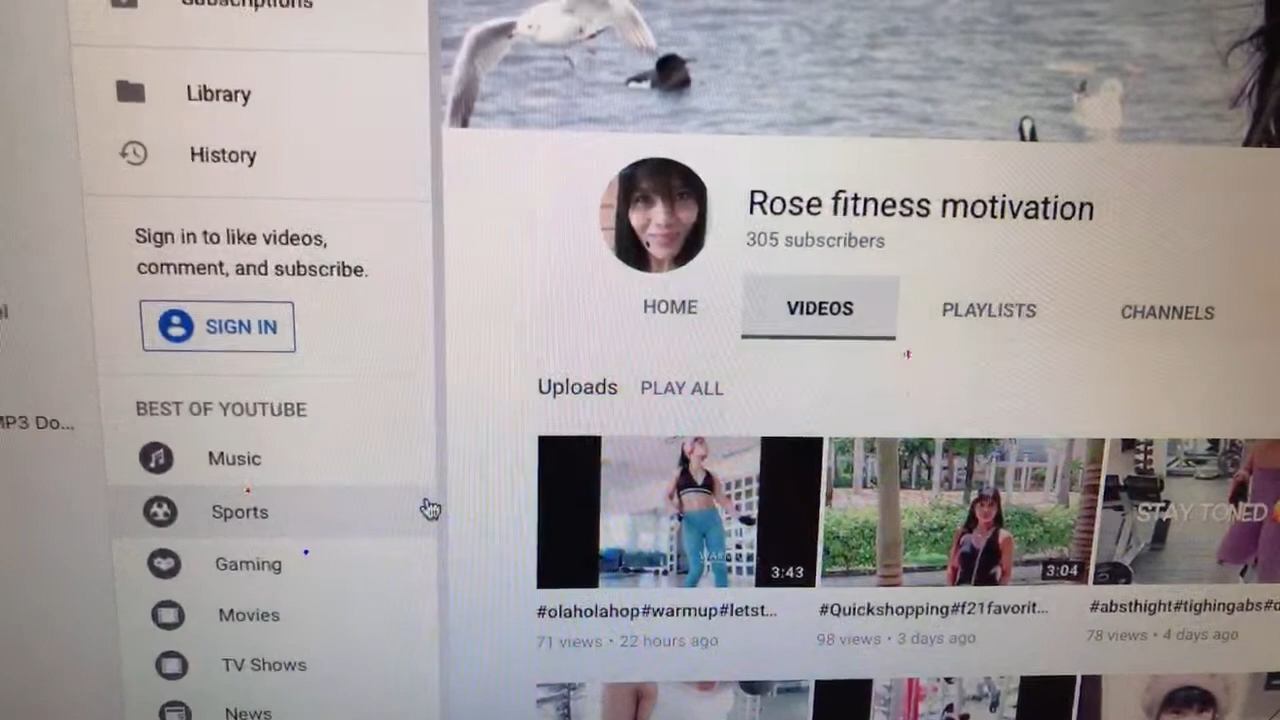 Subscriptions
Library
History
Sign in to like videos,
comment, and subscribe.
SIGN IN
BEST OF YOUTUBE
MP3 Do...
Music
Sports
Gaming
Movies
TV Shows
News
Rose fitness motivation
305 subscribers
HOME
VIDEOS
PLAYLISTS
CHANNELS
Uploads PLAY ALL
3:43
3:04
STAY TONED
#olaholahop#warmup#letst...
#Quickshopping#f21favorit...
#absthight#tighingabs#d
71 views • 22 hours ago
98 views • 3 days ago
78 views • 4 days ago